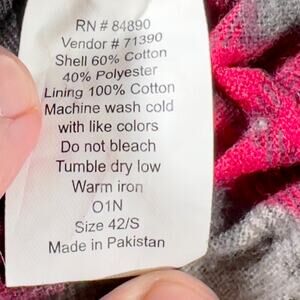 RN # 84890
Vendor # 71390
Shell 60% Cotton
40% Polyester
Lining 100% Cotton
Machine wash cold
with like colors
Do not bleach
Tumble dry low
Warm iron
O1N
Size 42/S
Made in Pakistan